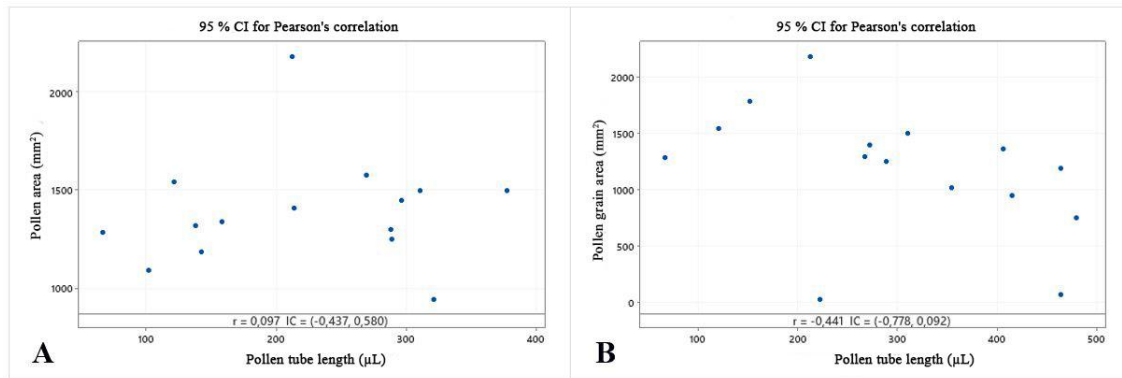 95 % CI for Pearson's correlation
Pollen area (mm²)
2000
1500
1000
r = 0,097 IC = (-0,437, 0,580)
100
200
300
400
Pollen tube length (µL)
A
95 % CI for Pearson's correlation
Pollen grain area (mm²)
2000
1500
1000
500
0
r = -0,441 IC = (-0,778, 0,092)
100
200
300
400
500
Pollen tube length (µL)
B